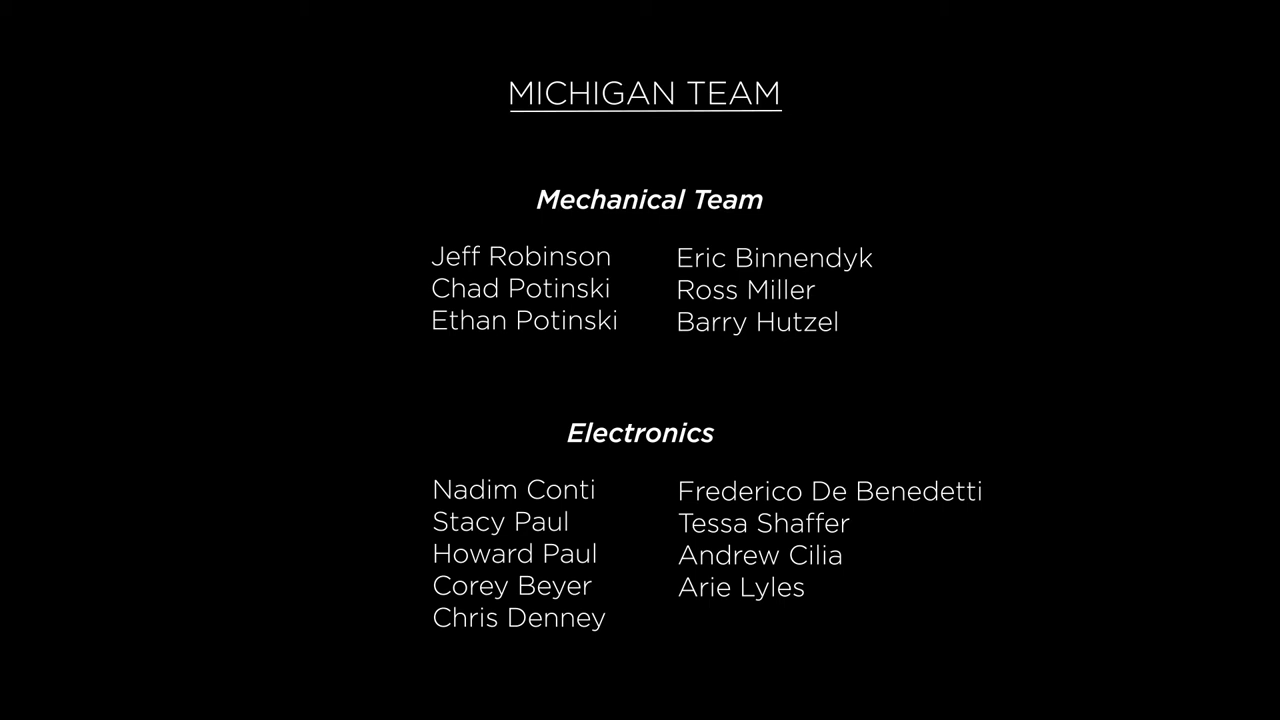 MICHIGAN TEAM
Mechanical Team
Jeff Robinson
Chad Potinski
Ethan Potinski
Eric Binnendyk
Ross Miller
Barry Hutzel
Electronics
Nadim Conti
Stacy Paul
Howard Paul
Corey Beyer
Chris Denney
Frederico De Benedetti
Tessa Shaffer
Andrew Cilia
Arie Lyles